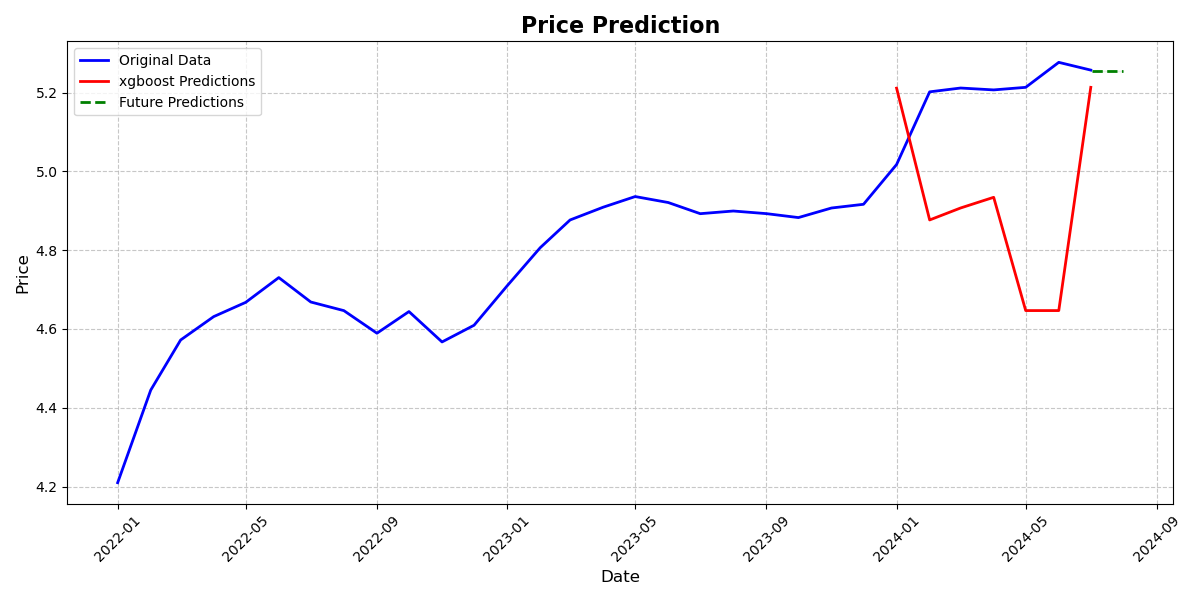 Price Prediction
Original Data
xgboost Predictions
Future Predictions
Price
5.2
5.0
4.8
4.6
4.4
4.2
2022-01
2022-05
2022-09
2023-01
2023-05
2023-09
2024-01
2024-05
2024-09
Date